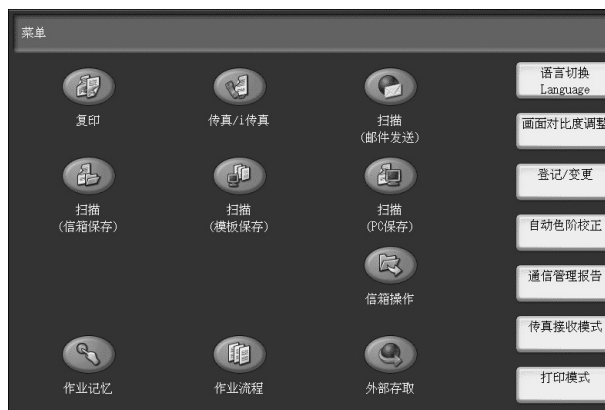 菜单
复印
传真/i传真
扫描
(邮件发送)
扫描
(信箱保存)
扫描
(模板保存)
扫描
(PC保存)
信箱操作
作业记忆
作业流程
外部存取
语言切换
Language
画面对比度调整
登记/变更
自动色阶校正
通信管理报告
传真接收模式
打印模式